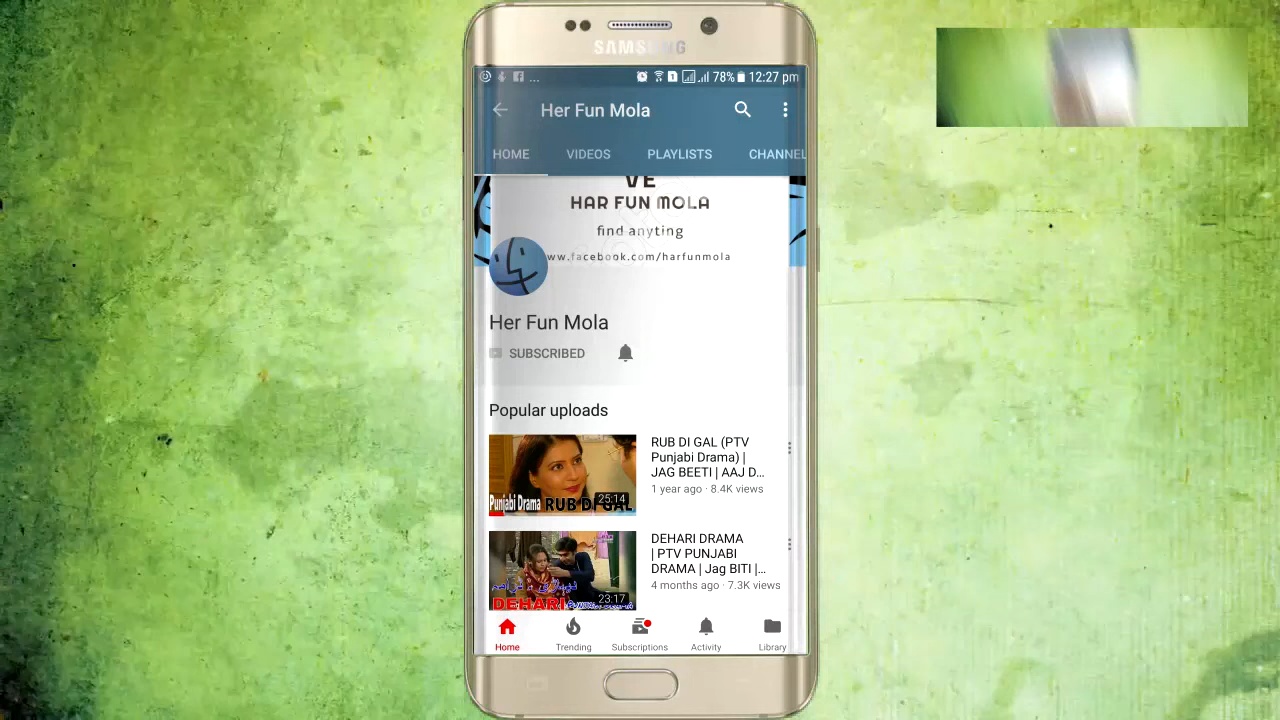 SAMSUNG
... 78% 12:27 pm
Her Fun Mola
HOME VIDEOS PLAYLISTS CHANNEL
VE
HAR FUN MOLA
find anyting
www.facebook.com/harfunmola
Her Fun Mola
SUBSCRIBED
Popular uploads
RUB DI GAL (PTV
Punjabi Drama) |
JAG BEETI | AAJ D...
1 year ago · 8.4K views
Punjabi Drama RUB DI GAL
25:14
DEHARI DRAMA
| PTV PUNJABI
DRAMA | Jag BITI |...
4 months ago · 7.3K views
23:17
DEHARI
Home Trending Subscriptions Activity Library